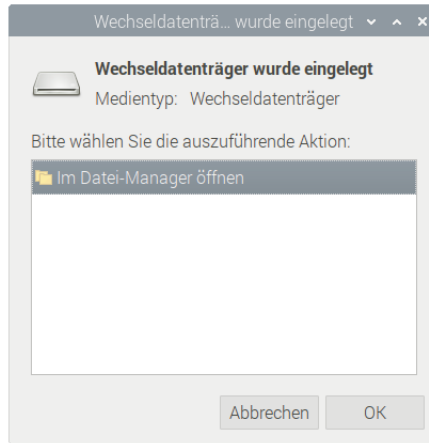 Wechseldatenträ... wurde eingelegt
Wechseldatenträger wurde eingelegt
Medientyp: Wechseldatenträger
Bitte wählen Sie die auszuführende Aktion:
Im Datei-Manager öffnen
Abbrechen OK